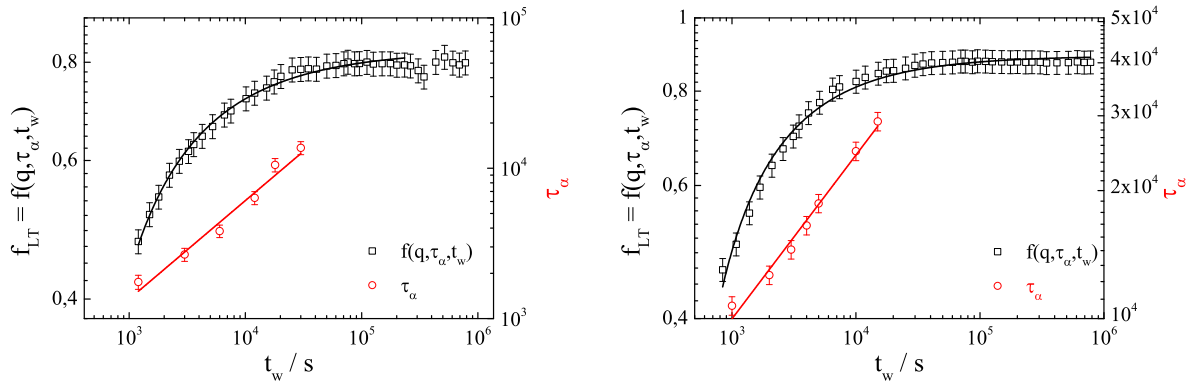 f_LT = f(q,τ_α,t_w)
0,8
0,6
0,4
10^5
10^4
10^3
τ_α
f(q,τ_α,t_w)
τ_α
10^3 10^4 10^5 10^6
t_w / s
f_LT = f(q,τ_α,t_w)
1
0,8
0,6
0,4
5x10^4
4x10^4
3x10^4
2x10^4
10^4
τ_α
f(q,τ_α,t_w)
τ_α
10^3 10^4 10^5 10^6
t_w / s